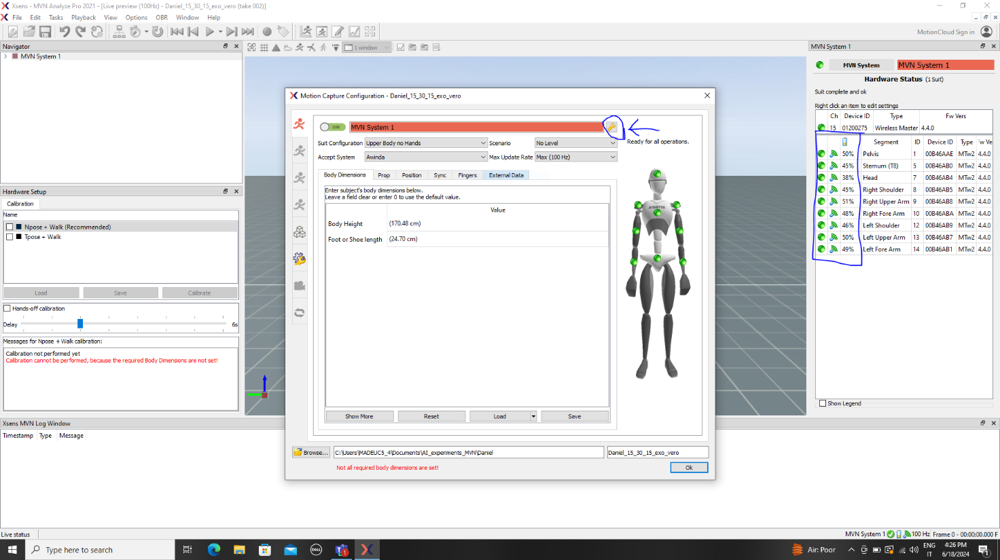 Xsens - MVN Analyze Pro 2021 - [Live preview (100Hz) - Daniel_15_30_15_exo_vero (take 002)]
File Edit Tasks Playback View Options OBR Window Help
MotionCloud Sign in
Navigator
MVN System 1
1 window
MVN System 1
MVN System MVN System 1
Hardware Status (1 Suit)
Suit complete and ok
Right click an item to edit settings
Ch Device ID Type Fw Vers
15 01200275 Wireless Master 4.4.0
Segment ID Device ID Type
50% Pelvis 1 00B46AAE MTw2 4.4.0
45% Sternum (T8) 5 00B46AB0 MTw2 4.4.0
38% Head 7 00B46AB4 MTw2 4.4.0
45% Right Shoulder 8 00B46AB5 MTw2 4.4.0
51% Right Upper Arm 9 00B46AB8 MTw2 4.4.0
48% Right Fore Arm 10 00B46ABA MTw2 4.4.0
46% Left Shoulder 12 00B46AB9 MTw2 4.4.0
50% Left Upper Arm 13 00B46AB7 MTw2 4.4.0
49% Left Fore Arm 14 00B46AB1 MTw2 4.4.0
Show Legend
Motion Capture Configuration - Daniel_15_30_15_exo_vero
ON MVN System 1
Suit Configuration Upper Body no Hands Scenario No Level Ready for all operations.
Accept System Awinda Max Update Rate Max (100 Hz)
Body Dimensions Prop Position Sync Fingers External Data
Enter subject's body dimensions below.
Leave a field clear or enter 0 to use the default value.
Value
Body Height (170.48 cm)
Foot or Shoe length (24.70 cm)
xsens
Show More Reset Load Save
Browse... C:\Users\MADEUC5_4\Documents\AI_experiments_MVN\Daniel Daniel_15_30_15_exo_vero
Not all required body dimensions are set!
Ok
Hardware Setup
Calibration
Name
Npose + Walk (Recommended)
Tpose + Walk
Load Save Calibrate
Hands-off calibration
Delay 6s
Messages for Npose + Walk calibration:
Calibration not performed yet
Calibration cannot be performed, because the required Body Dimensions are not set!
Xsens MVN Log Window
Timestamp Type Message
Live status
MVN System 1 100 Hz Frame 0 - 00:00:00.000 F
Type here to search
DELL
1
Air: Poor
ENG
IT
4:26 PM
6/18/2024
1